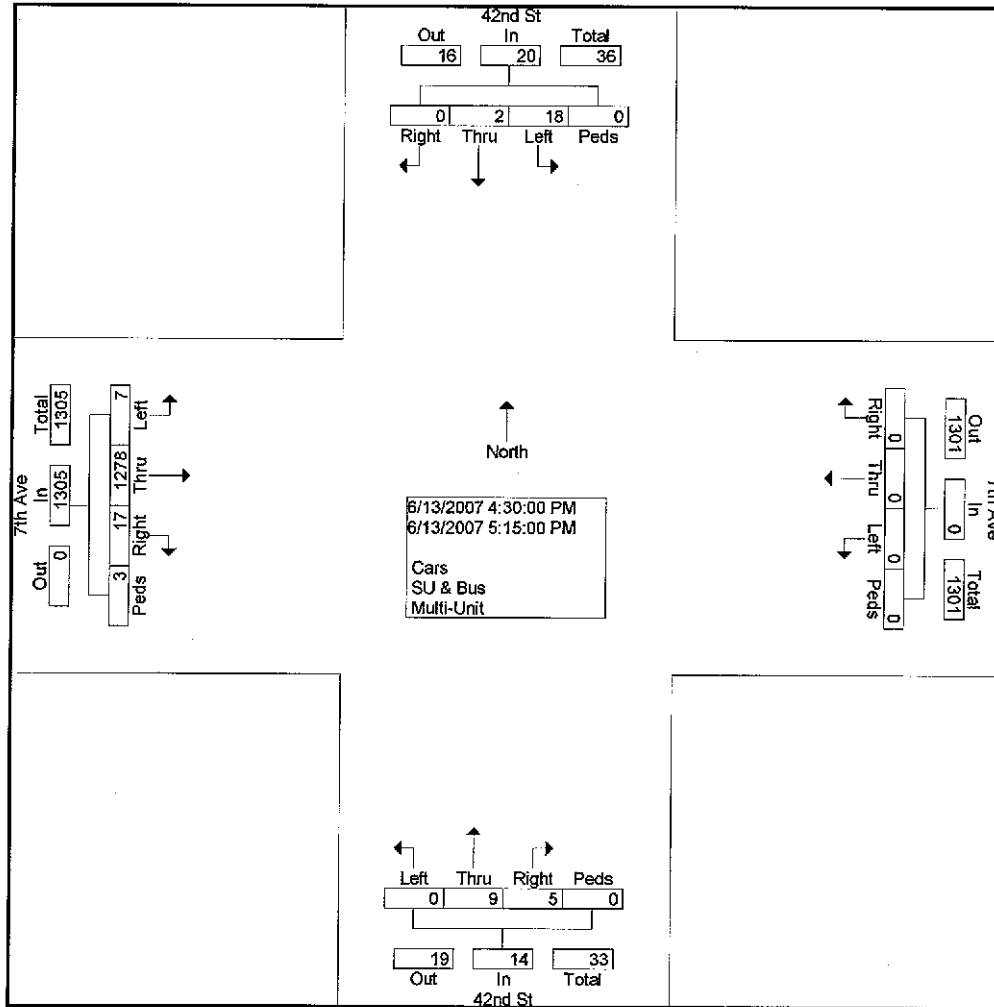 42nd St
Out In Total
16 20 36
0 2 18 0
Right Thru Left Peds
North
6/13/2007 4:30:00 PM
6/13/2007 5:15:00 PM
Cars
SU & Bus
Multi-Unit
7th Ave
Out In Total
0 1305 1305
3 17 1278 7
Peds Right Thru Left
7th Ave
Out In Total
1301 0 1301
0 0 0 0
Right Thru Left Peds
Left Thru Right Peds
0 9 5 0
19 14 33
Out In Total
42nd St